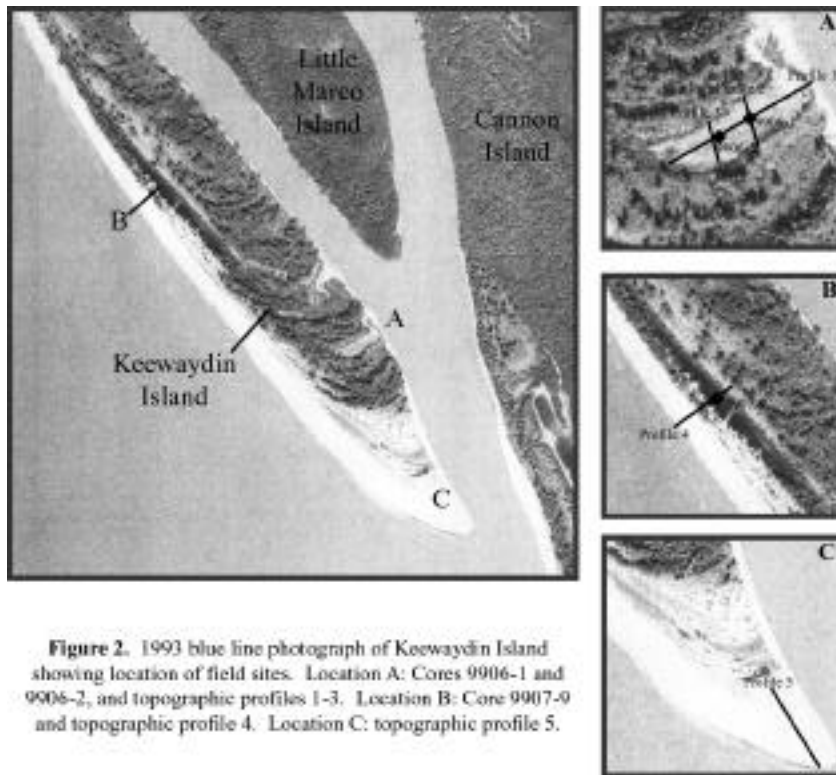 Little
Marco
Island
Cannon
Island
B
A
Keewaydin
Island
C
A
B
Profile 4
C
Profile 5
Figure 2. 1993 blue line photograph of Keewaydin Island
showing location of field sites. Location A: Cores 9906-1 and
9906-2, and topographic profiles 1-3. Location B: Core 9907-9
and topographic profile 4. Location C: topographic profile 5.